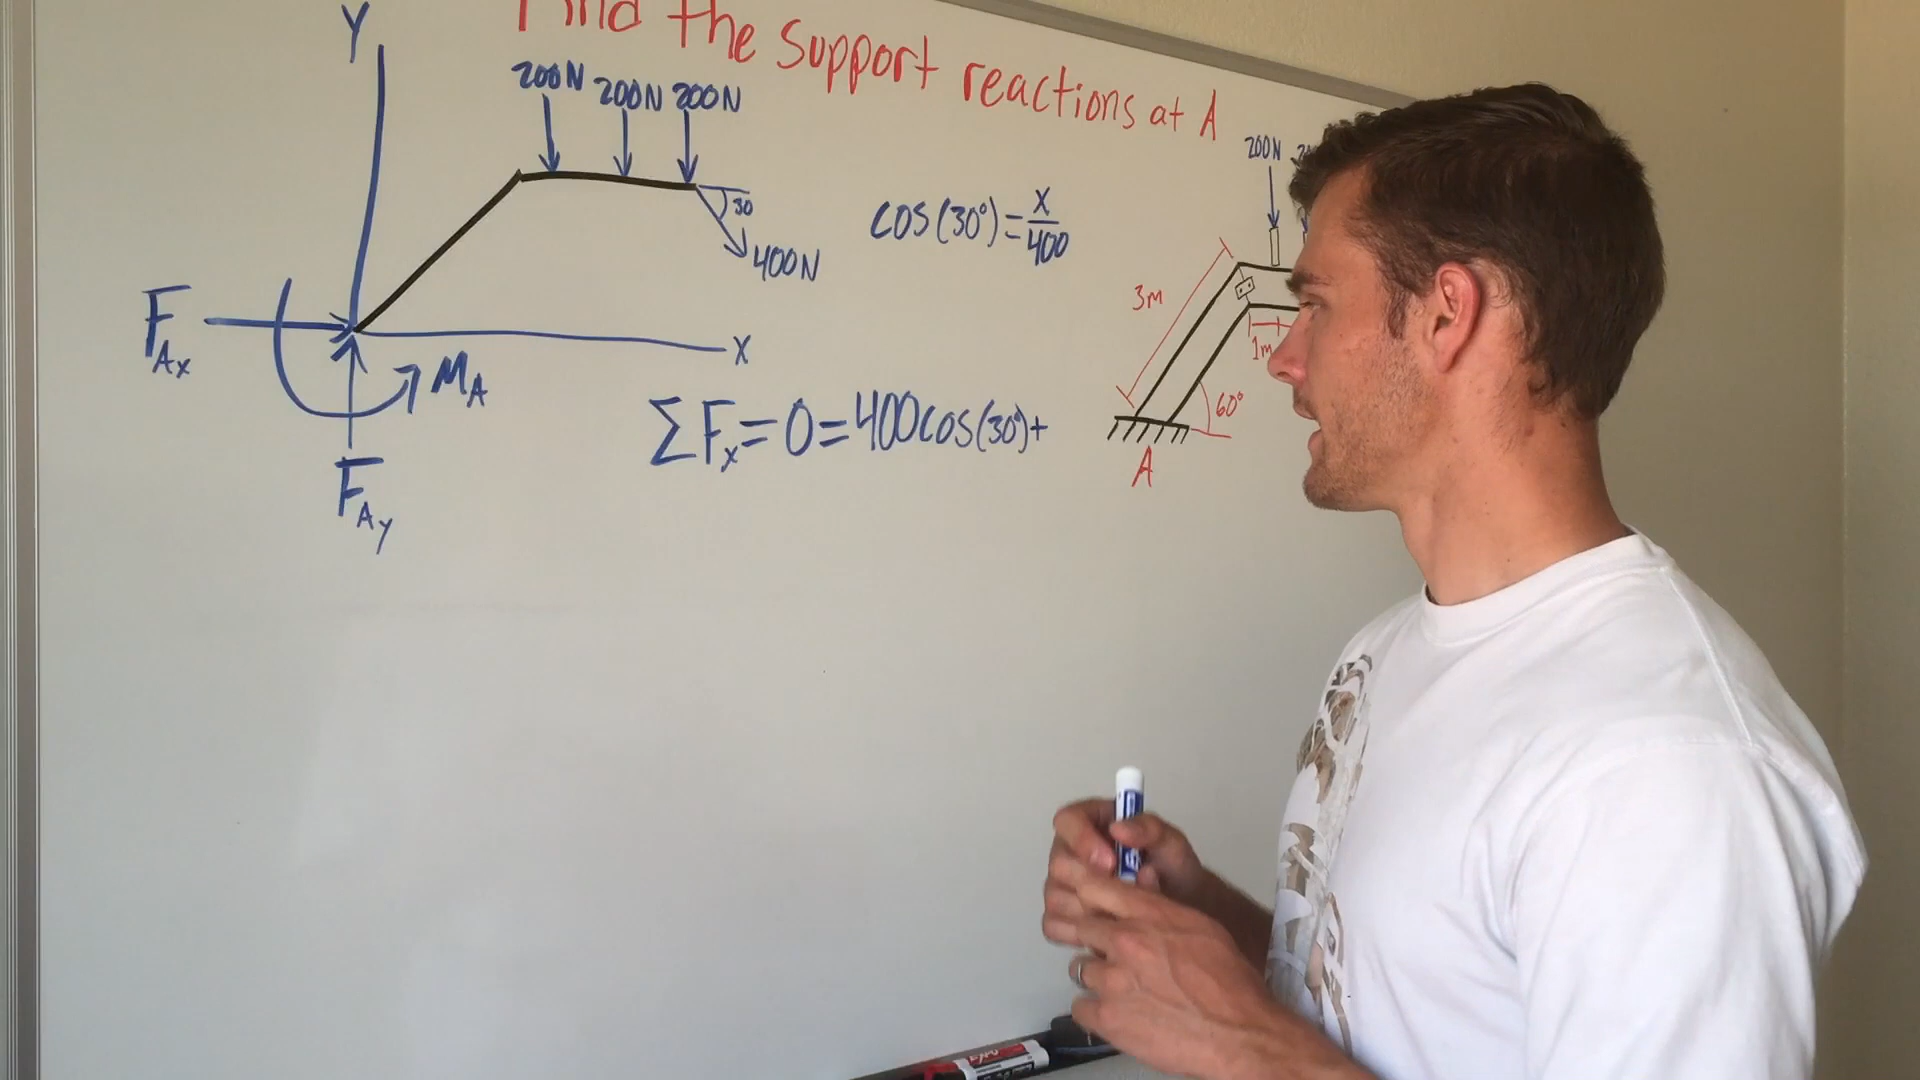 Find the support reactions at A
Y
200N 200N 200N
30
400N
cos(30°)=x/400
F_Ax
M_A
X
F_Ay
ΣF_x=0=400cos(30°)+
200N
3m
1m
60°
A